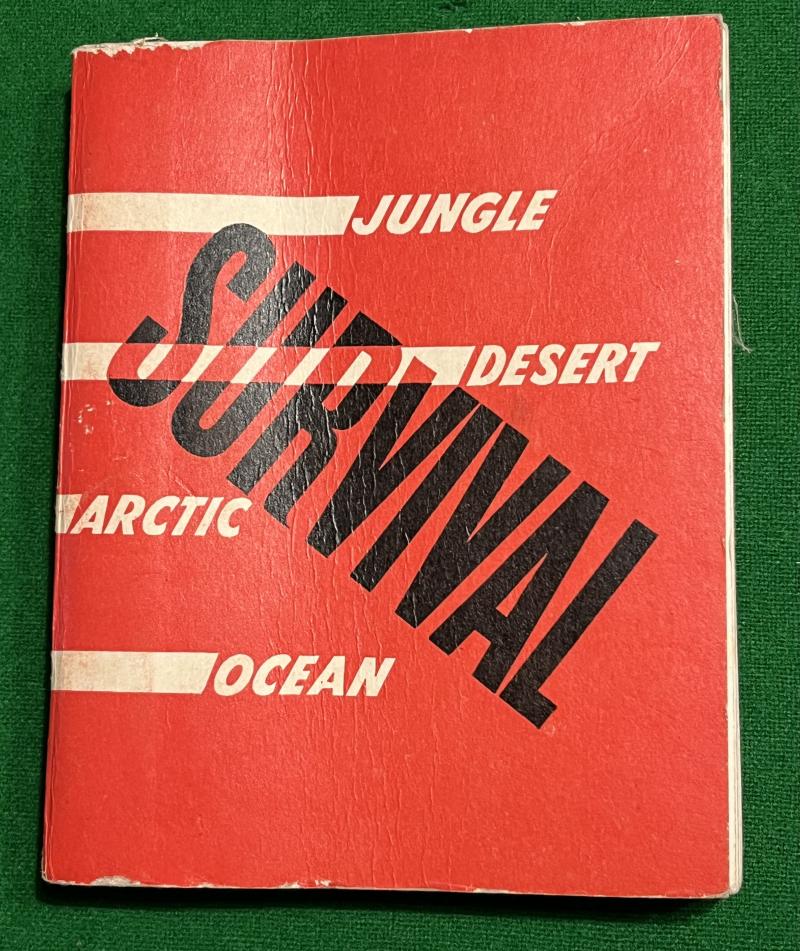 JUNGLE
SURVIVAL
DESERT
ARCTIC
OCEAN